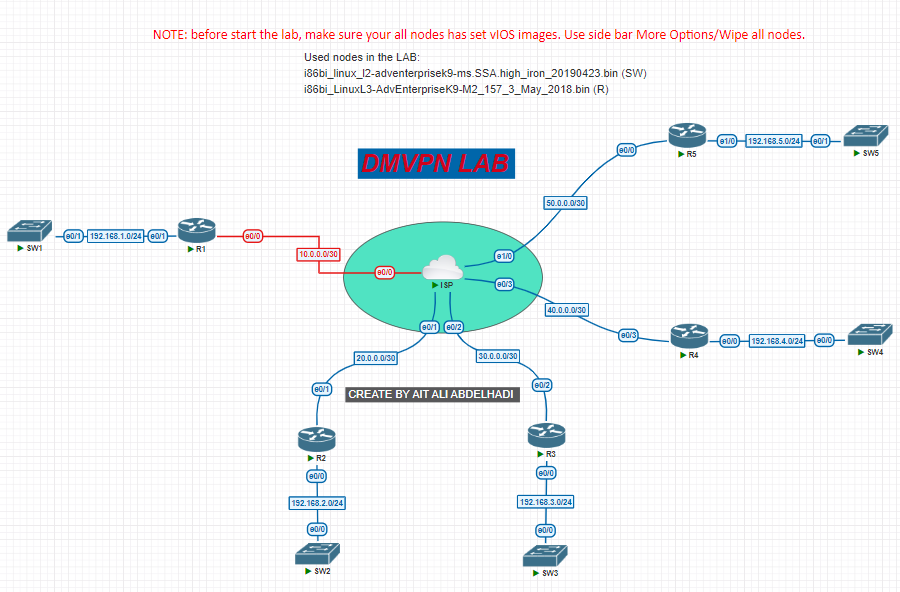 NOTE: before start the lab, make sure your all nodes has set vIOS images. Use side bar More Options/Wipe all nodes.
Used nodes in the LAB:
i86bi_linux_l2-adventerprisek9-ms.SSA.high_iron_20190423.bin (SW)
i86bi_LinuxL3-AdvEnterpriseK9-M2_157_3_May_2018.bin (R)
DMVPN LAB
e0/0
R5
e1/0
192.168.5.0/24
e0/1
SW5
50.0.0.0/30
SW1
e0/1
192.168.1.0/24
e0/1
R1
e0/0
10.0.0.0/30
e0/0
ISP
e1/0
e0/3
e0/1
e0/2
40.0.0.0/30
e0/3
R4
e0/0
192.168.4.0/24
e0/0
SW4
20.0.0.0/30
30.0.0.0/30
e0/1
e0/2
CREATE BY AIT ALI ABDELHADI
R2
R3
e0/0
e0/0
192.168.2.0/24
192.168.3.0/24
e0/0
e0/0
SW2
SW3